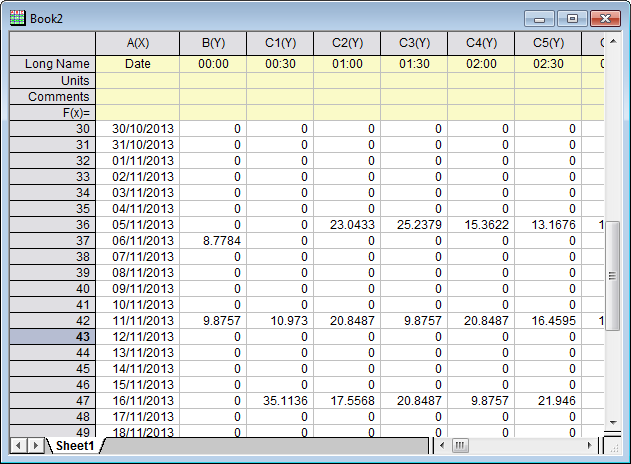 Book2
A(X) B(Y) C1(Y) C2(Y) C3(Y) C4(Y) C5(Y)
Long Name Date 00:00 00:30 01:00 01:30 02:00 02:30
Units
Comments
F(x)=
30 30/10/2013 0 0 0 0 0 0
31 31/10/2013 0 0 0 0 0 0
32 01/11/2013 0 0 0 0 0 0
33 02/11/2013 0 0 0 0 0 0
34 03/11/2013 0 0 0 0 0 0
35 04/11/2013 0 0 0 0 0 0
36 05/11/2013 0 0 23.0433 25.2379 15.3622 13.1676 1
37 06/11/2013 8.7784 0 0 0 0 0
38 07/11/2013 0 0 0 0 0 0
39 08/11/2013 0 0 0 0 0 0
40 09/11/2013 0 0 0 0 0 0
41 10/11/2013 0 0 0 0 0 0
42 11/11/2013 9.8757 10.973 20.8487 9.8757 20.8487 16.4595 1
43 12/11/2013 0 0 0 0 0 0
44 13/11/2013 0 0 0 0 0 0
45 14/11/2013 0 0 0 0 0 0
46 15/11/2013 0 0 0 0 0 0
47 16/11/2013 0 35.1136 17.5568 20.8487 9.8757 21.946
48 17/11/2013 0 0 0 0 0 0
49 18/11/2013 0 0 0 0 0 0
Sheet1